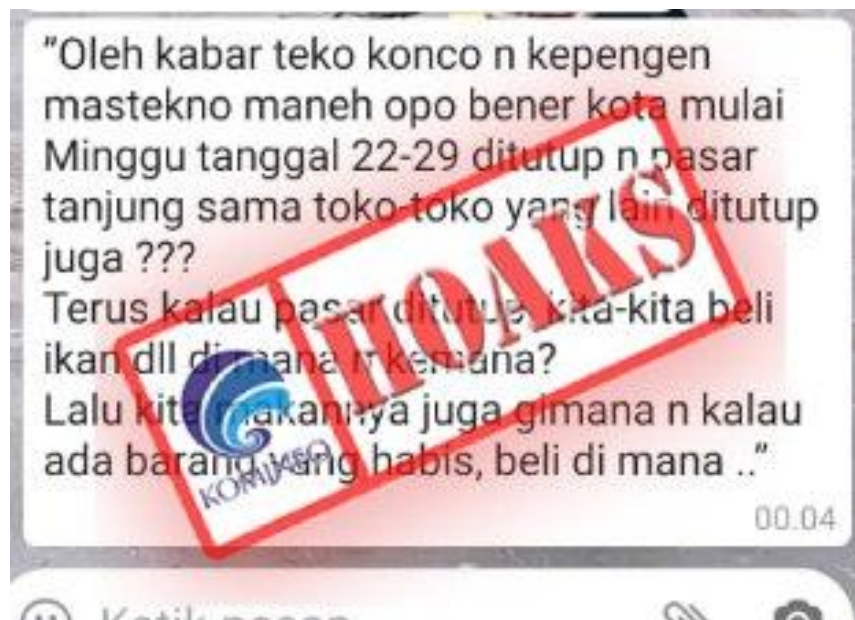 “Oleh kabar teko konco n kepengen
mastekno maneh opo bener kota mulai
Minggu tanggal 22-29 ditutup n pasar
tanjung sama toko-toko yang lain ditutup
juga ???
Terus kalau pasar ditutup, kita-kita beli
ikan dll di mana n kemana?
Lalu kita makannya juga gimana n kalau
ada barang yang habis, beli di mana ..”
00.04
HOAKS
KOMINFO
Ketik pesan